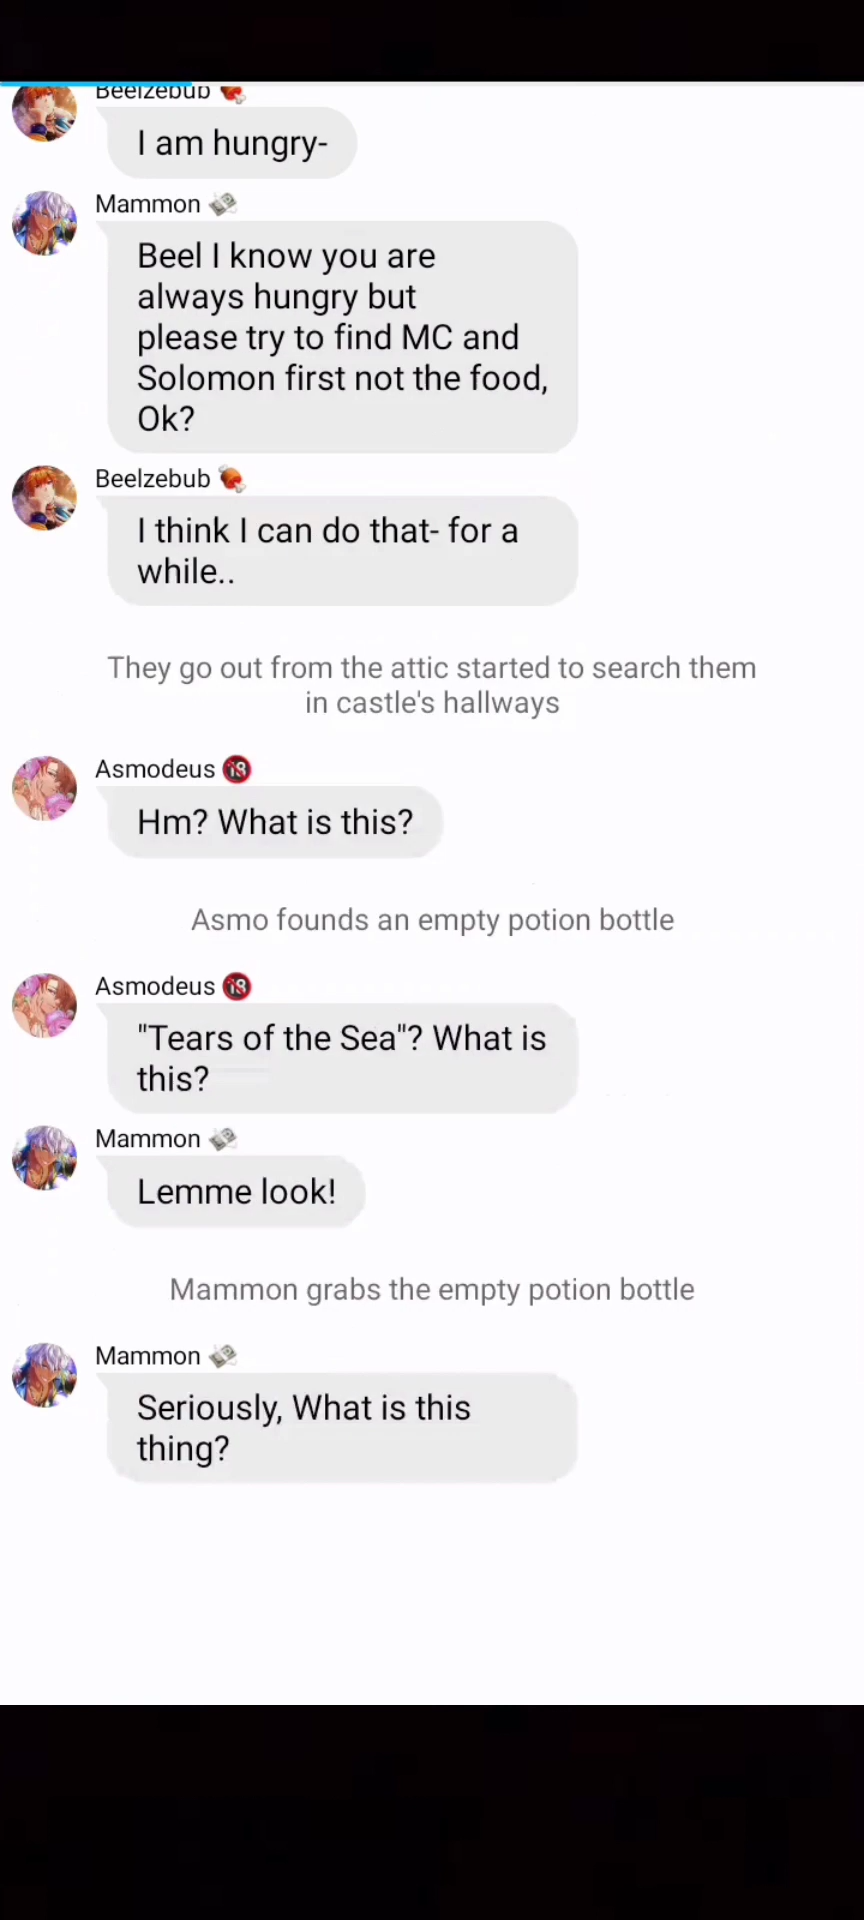 Beelzebub 🍖
I am hungry-
Mammon 💸
Beel I know you are
always hungry but
please try to find MC and
Solomon first not the food,
Ok?
Beelzebub 🍖
I think I can do that- for a
while..
They go out from the attic started to search them
in castle's hallways
Asmodeus 🔞
Hm? What is this?
Asmo founds an empty potion bottle
Asmodeus 🔞
"Tears of the Sea"? What is
this?
Mammon 💸
Lemme look!
Mammon grabs the empty potion bottle
Mammon 💸
Seriously, What is this
thing?